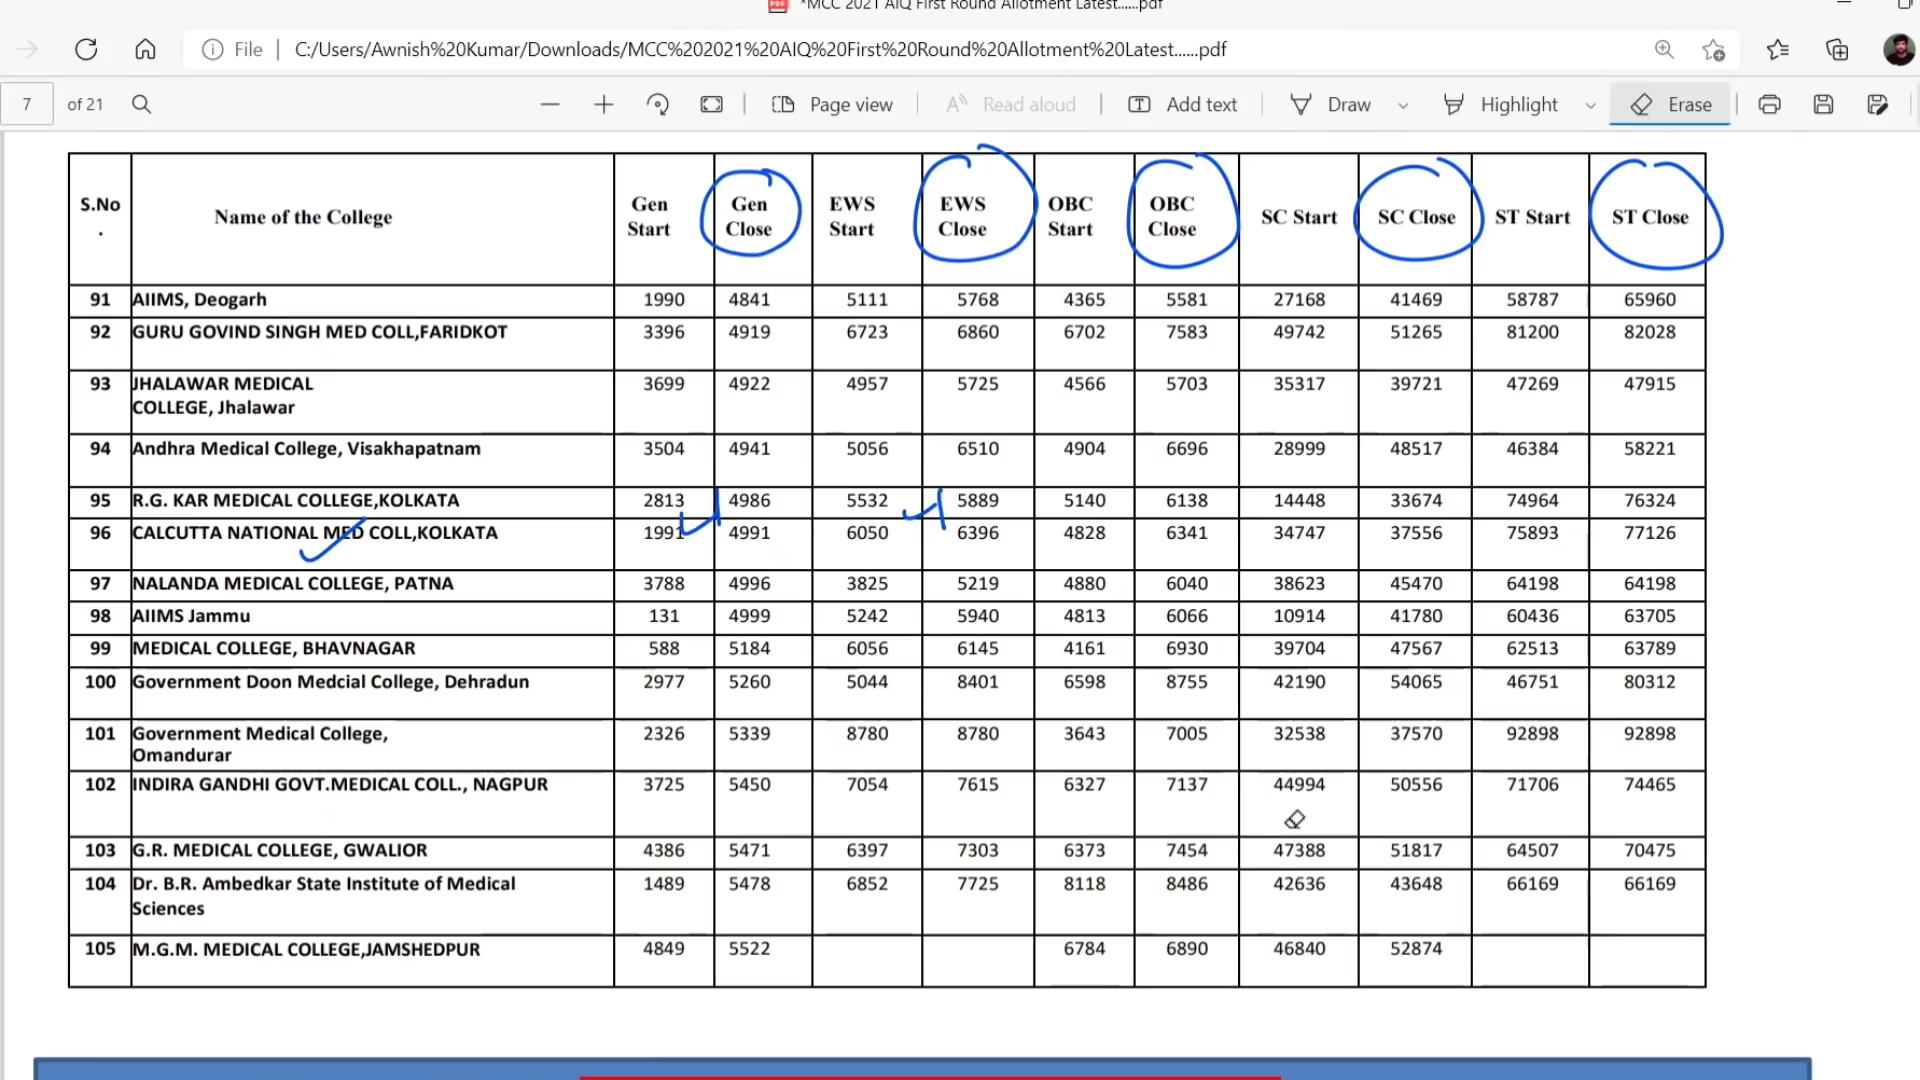 *MCC 2021 AIQ First Round Allotment Latest......pdf
File | C:/Users/Awnish%20Kumar/Downloads/MCC%202021%20AIQ%20First%20Round%20Allotment%20Latest......pdf
7 of 21 Page view Read aloud Add text Draw Highlight Erase
S.No. Name of the College Gen Start Gen Close EWS Start EWS Close OBC Start OBC Close SC Start SC Close ST Start ST Close
91 AIIMS, Deogarh 1990 4841 5111 5768 4365 5581 27168 41469 58787 65960
92 GURU GOVIND SINGH MED COLL,FARIDKOT 3396 4919 6723 6860 6702 7583 49742 51265 81200 82028
93 JHALAWAR MEDICAL 3699 4922 4957 5725 4566 5703 35317 39721 47269 47915
COLLEGE, Jhalawar
94 Andhra Medical College, Visakhapatnam 3504 4941 5056 6510 4904 6696 28999 48517 46384 58221
95 R.G. KAR MEDICAL COLLEGE,KOLKATA 2813 4986 5532 5889 5140 6138 14448 33674 74964 76324
96 CALCUTTA NATIONAL MED COLL,KOLKATA 1991 4991 6050 6396 4828 6341 34747 37556 75893 77126
97 NALANDA MEDICAL COLLEGE, PATNA 3788 4996 3825 5219 4880 6040 38623 45470 64198 64198
98 AIIMS Jammu 131 4999 5242 5940 4813 6066 10914 41780 60436 63705
99 MEDICAL COLLEGE, BHAVNAGAR 588 5184 6056 6145 4161 6930 39704 47567 62513 63789
100 Government Doon Medcial College, Dehradun 2977 5260 5044 8401 6598 8755 42190 54065 46751 80312
101 Government Medical College, 2326 5339 8780 8780 3643 7005 32538 37570 92898 92898
Omandurar
102 INDIRA GANDHI GOVT.MEDICAL COLL., NAGPUR 3725 5450 7054 7615 6327 7137 44994 50556 71706 74465
103 G.R. MEDICAL COLLEGE, GWALIOR 4386 5471 6397 7303 6373 7454 47388 51817 64507 70475
104 Dr. B.R. Ambedkar State Institute of Medical 1489 5478 6852 7725 8118 8486 42636 43648 66169 66169
Sciences
105 M.G.M. MEDICAL COLLEGE,JAMSHEDPUR 4849 5522 6784 6890 46840 52874